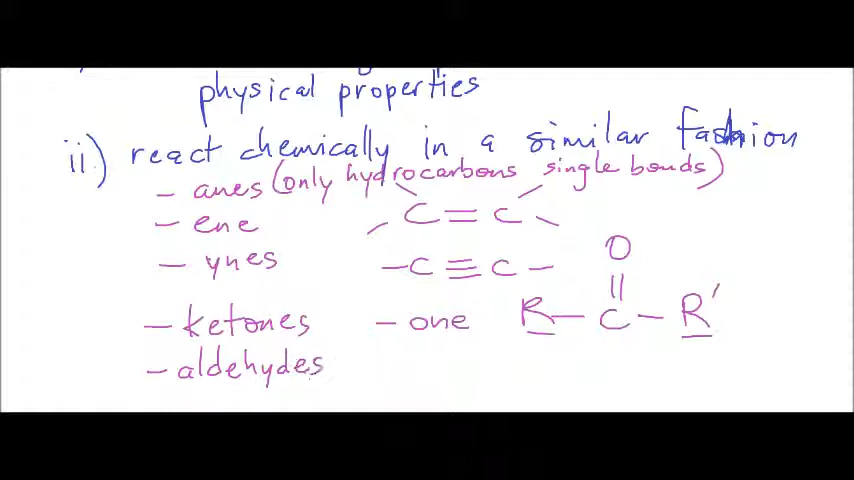 physical properties
ii) react chemically in a similar fashion
- anes (only hydrocarbons single bonds)
- ene C=C
- ynes -C≡C-
O
- ketones - one R-C-R'
- aldehydes